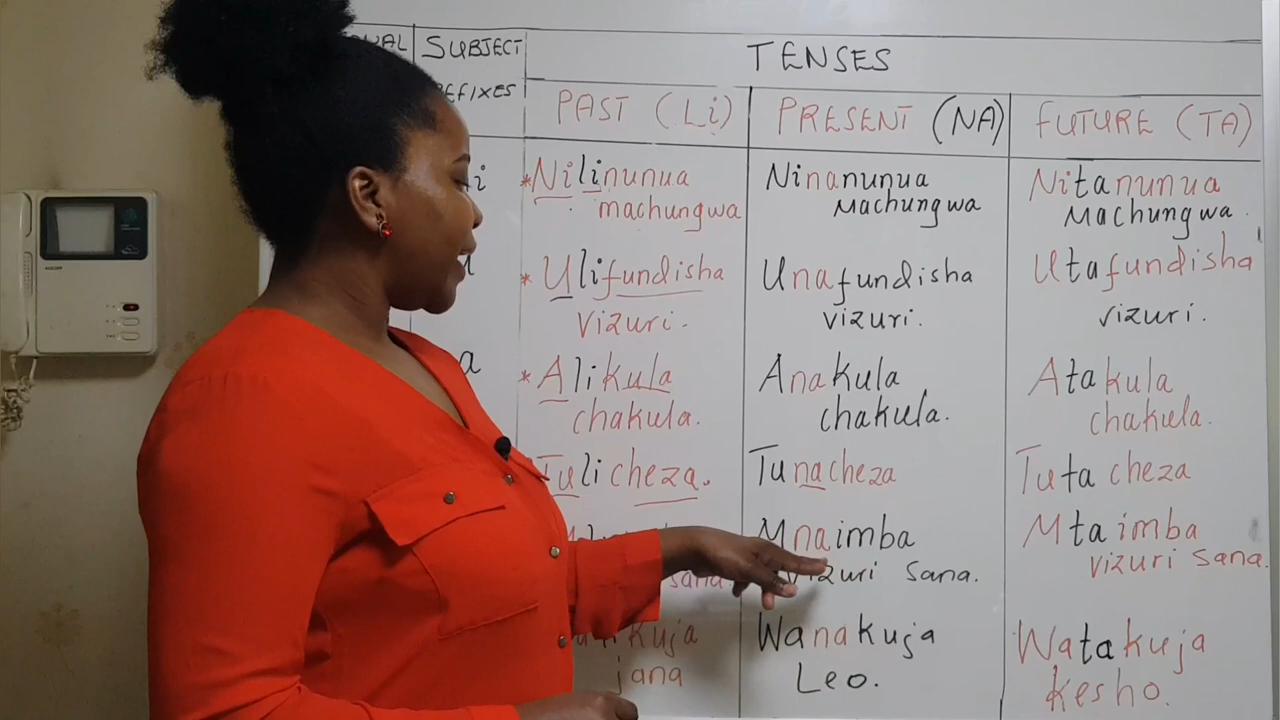 SUBJECT
TENSES
PAST (Li) PRESENT (NA) FUTURE (TA)
*Nilinunua Ninanunua Nitanunua
machungwa Machungwa Machungwa.
*Ulifundisha Unafundisha Utafundisha
vizuri. vizuri. vizuri.
a *Alikula Anakula Atakula
chakula. chakula. chakula.
Tulicheza. Tunacheza Tutacheza
Mnaimba Mtaimba
sana. vizuri sana. vizuri sana.
Wanakuja Watakuja
jana Leo. Kesho.